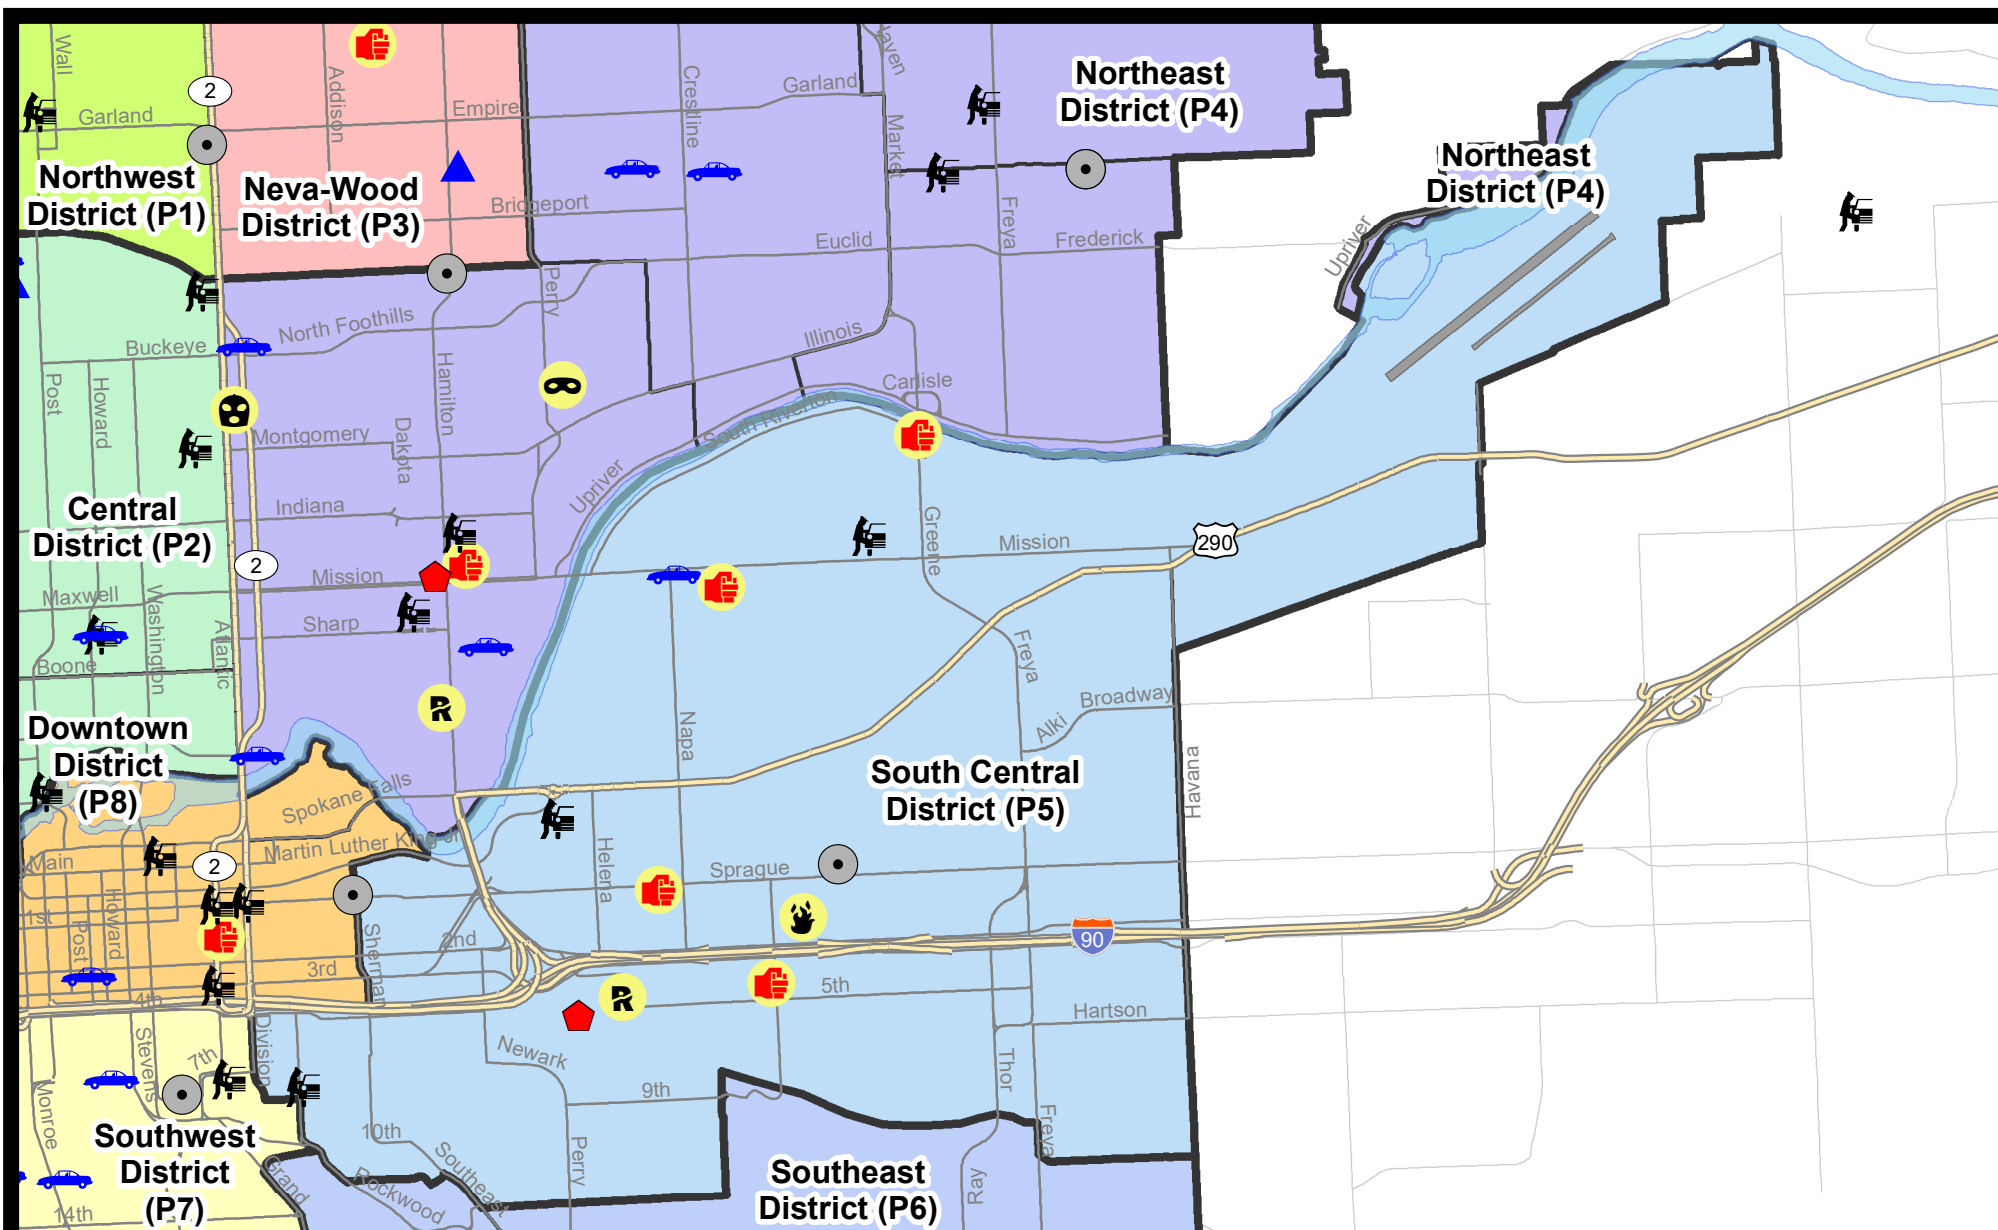 Wall
Garland
2
Addison
Empire
Crestline
Garland
Haven
Market
Northeast
District (P4)
Northeast
District (P4)
Northwest
District (P1)
Neva-Wood
District (P3)
Bridgeport
Euclid
Freya
Frederick
Upriver
Perry
North Foothills
Buckeye
Illinois
Hamilton
Post
Howard
Carlisle
South Riverton
Montgomery
Dakota
Upriver
Indiana
Central
District (P2)
2
Greene
Mission
290
Mission
Maxwell
Washington
Sharp
Atlantic
Boone
Freya
Broadway
Alki
Napa
Downtown
District
(P8)
South Central
District (P5)
Havana
Spokane Falls
Martin Luther King Jr
Main
2
Helena
Sprague
1st
Post
Howard
Sherman
2nd
3rd
90
4th
5th
Hartson
Stevens
7th
Division
Newark
Thor
Monroe
9th
Freya
Southwest
District
(P7)
10th
Southeast
Perry
Grand
Rockwood
Southeast
District (P6)
Ray
14th